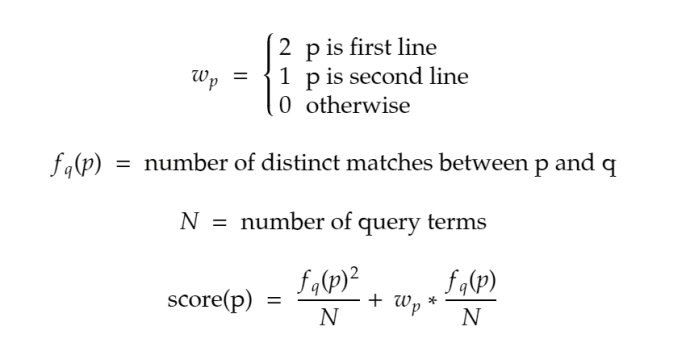 w_p = { 2 p is first line
1 p is second line
0 otherwise
f_q(p) = number of distinct matches between p and q
N = number of query terms
score(p) = f_q(p)²/N + w_p * f_q(p)/N